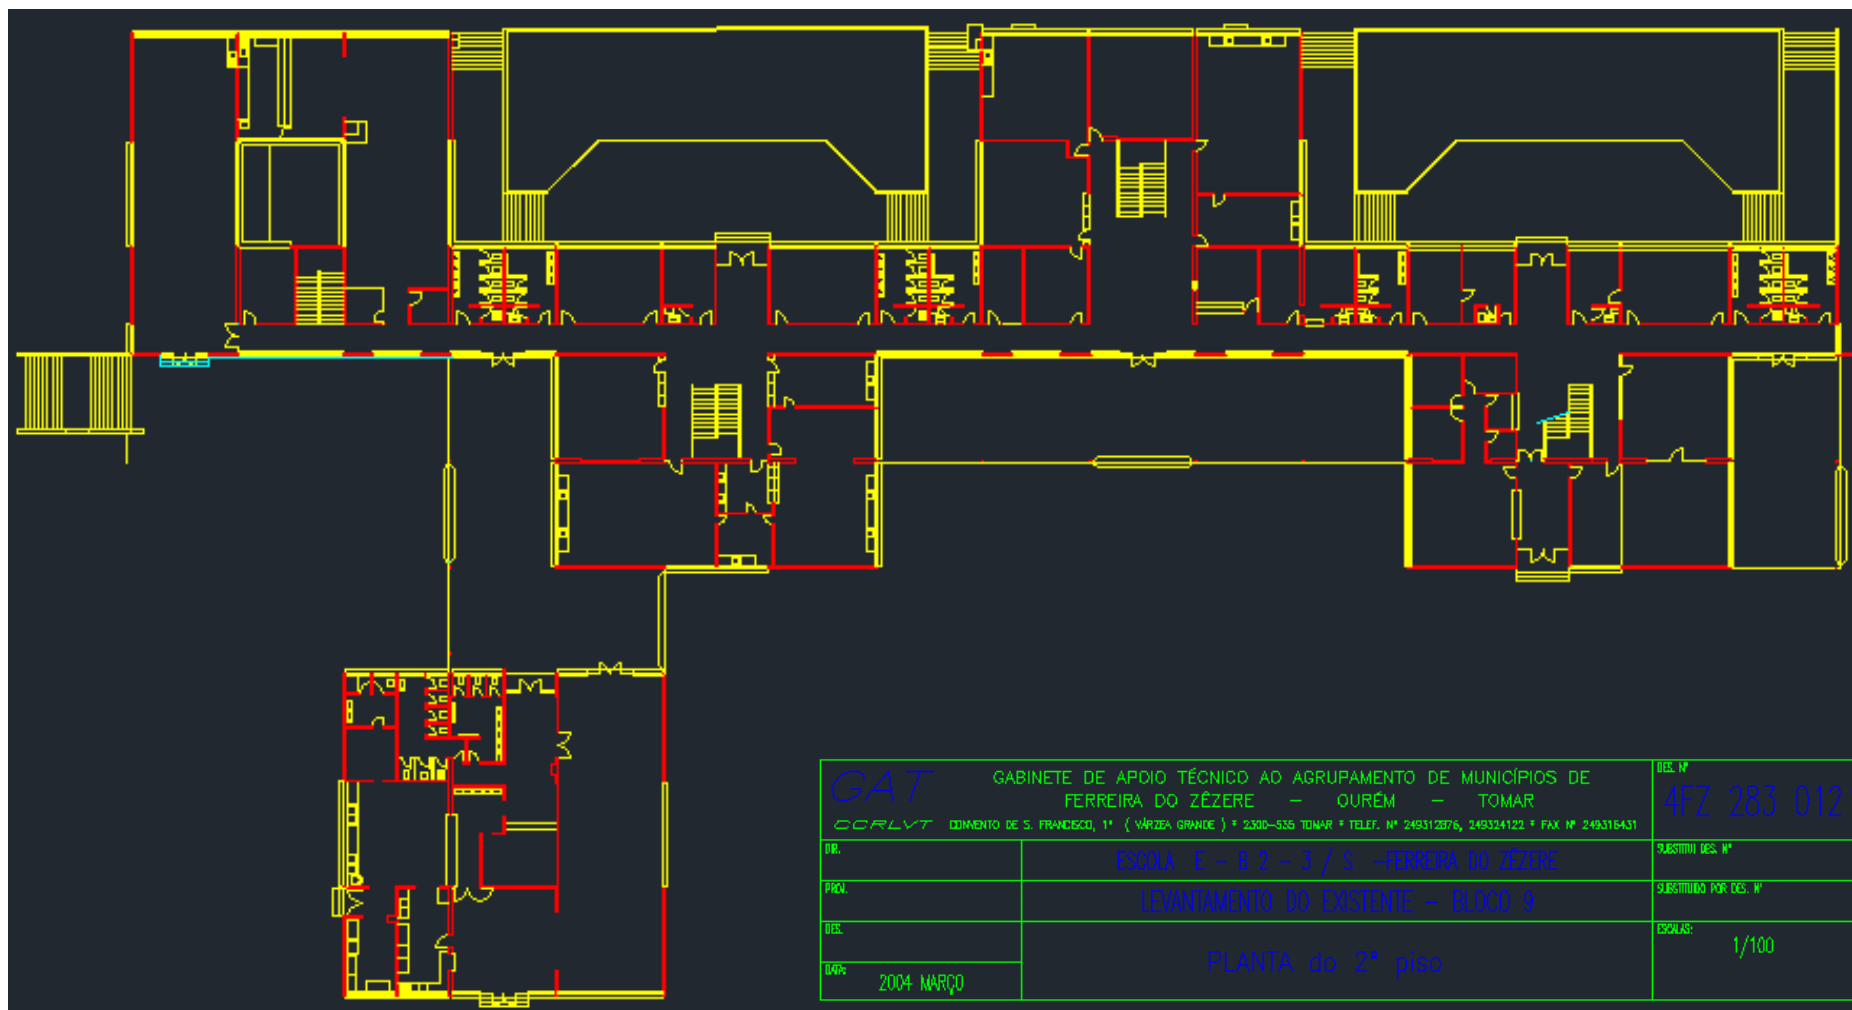 GAT
GABINETE DE APOIO TÉCNICO AO AGRUPAMENTO DE MUNICÍPIOS DE
FERREIRA DO ZÊZERE – OURÉM – TOMAR
CCRLVT CONVENTO DE S. FRANCISCO, 1º ( VÁRZEA GRANDE ) * 2300-535 TOMAR * TELEF. Nº 249312876, 249324122 * FAX Nº 249316431
DES. Nº
4FZ 283 012
DIR.
ESCOLA E - B 2 - 3 / S -FERREIRA DO ZÊZERE
SUBSTITUI DES. Nº
PROJ.
LEVANTAMENTO DO EXISTENTE - BLOCO 9
SUBSTITUIDO POR DES. Nº
DES.
PLANTA do 2º piso
ESCALAS:
1/100
DATA:
2004 MARÇO